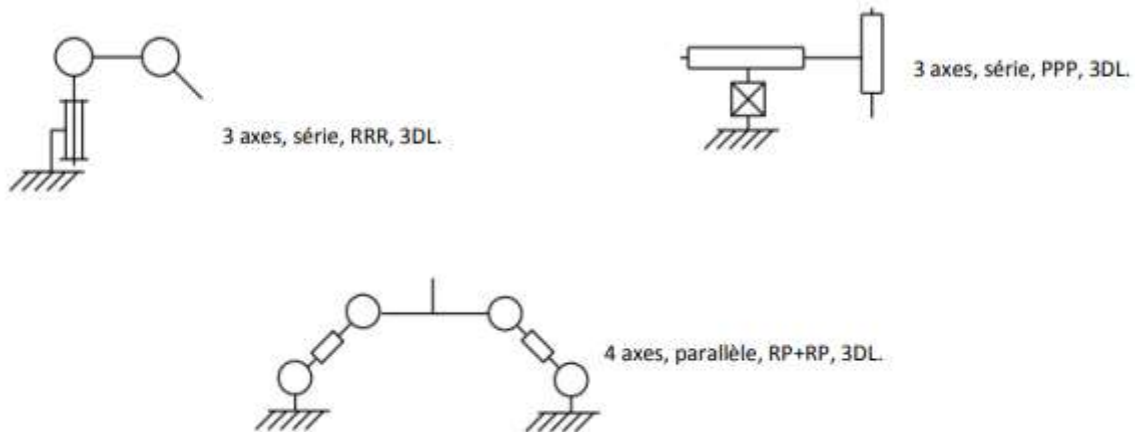 3 axes, série, RRR, 3DL.
3 axes, série, PPP, 3DL.
4 axes, parallèle, RP+RP, 3DL.